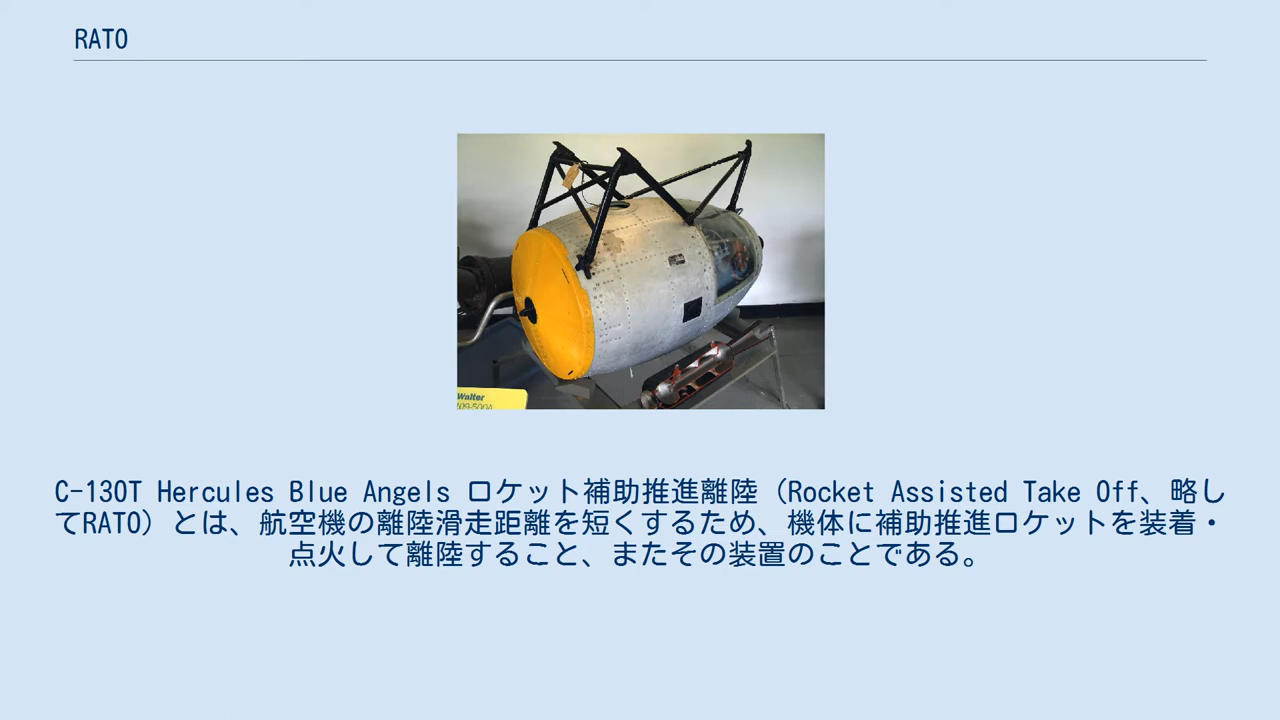 RATO
Walter
C-130T Hercules Blue Angels ロケット補助推進離陸（Rocket Assisted Take Off、略し
てRATO）とは、航空機の離陸滑走距離を短くするため、機体に補助推進ロケットを装着・
点火して離陸すること、またその装置のことである。